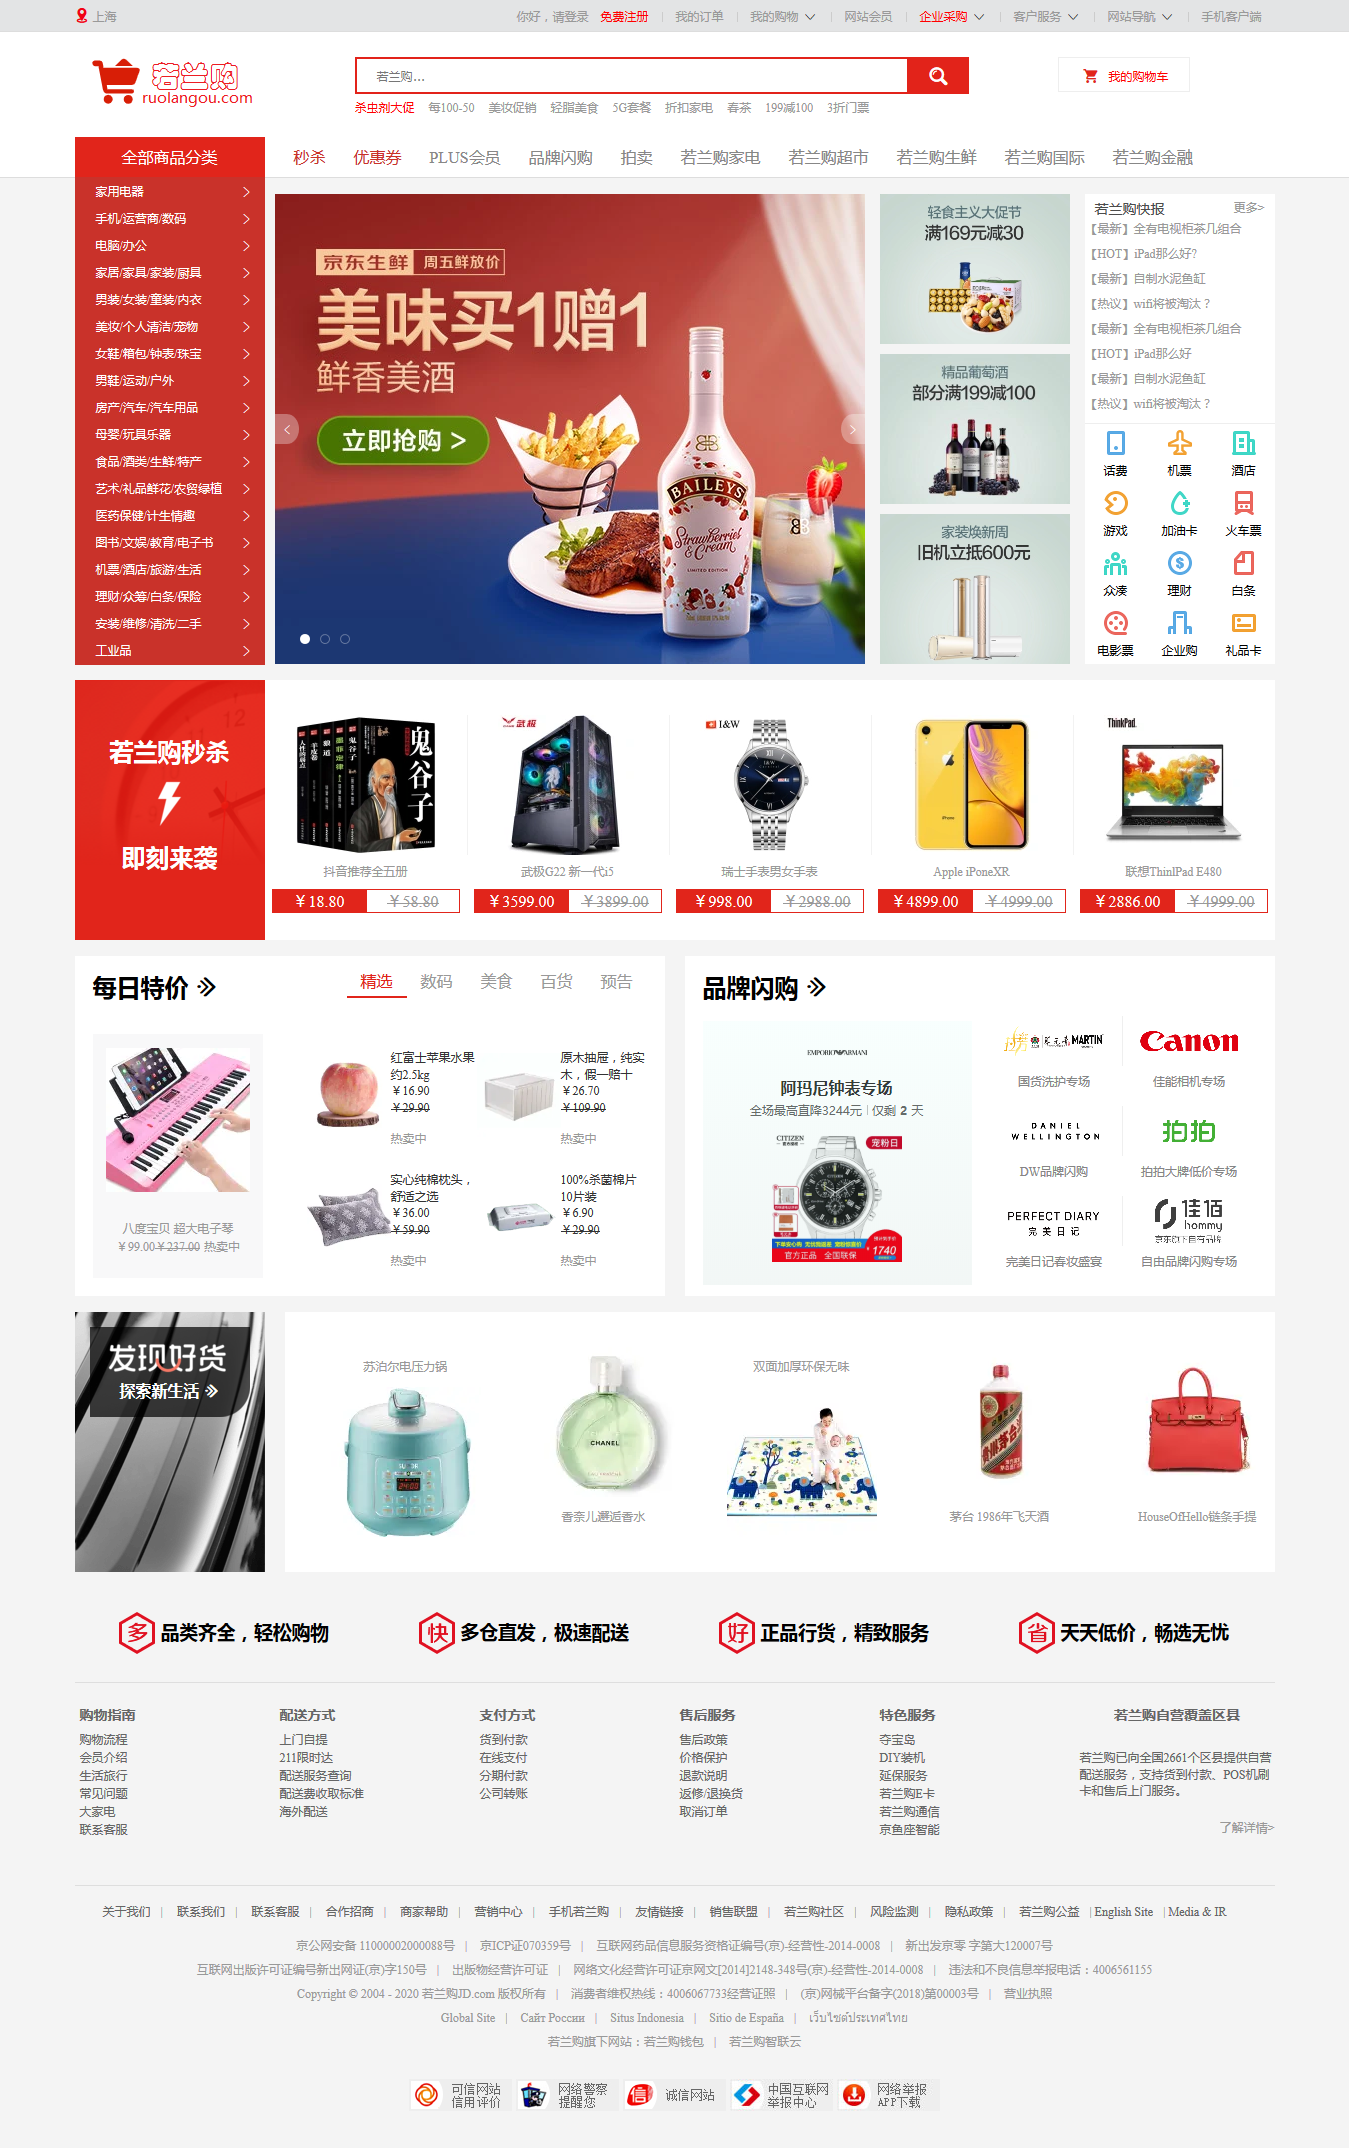 上海
你好，请登录 免费注册 我的订单 我的购物 网站会员 企业采购 客户服务 网站导航 手机客户端
若兰购
ruolangou.com
若兰购...
我的购物车
杀虫剂大促 每100-50 美妆促销 轻脂美食 5G套餐 折扣家电 春茶 199减100 3折门票
全部商品分类
秒杀 优惠券 PLUS会员 品牌闪购 拍卖 若兰购家电 若兰购超市 若兰购生鲜 若兰购国际 若兰购金融
家用电器
手机/运营商/数码
电脑/办公
家居/家具/家装/厨具
男装/女装/童装/内衣
美妆/个人清洁/宠物
女鞋/箱包/钟表/珠宝
男鞋/运动/户外
房产/汽车/汽车用品
母婴/玩具乐器
食品/酒类/生鲜/特产
艺术/礼品鲜花/农贸绿植
医药保健/计生情趣
图书/文娱/教育/电子书
机票/酒店/旅游/生活
理财/众筹/白条/保险
安装/维修/清洗/二手
工业品
京东生鲜 周五鲜放价
美味买1赠1
鲜香美酒
立即抢购 >
BAILEYS
Strawberries
& Cream
LIMITED EDITION
轻食主义大促节
满169元减30
精品葡萄酒
部分满199减100
家装焕新周
旧机立抵600元
若兰购快报 更多>
【最新】全有电视柜茶几组合
【HOT】iPad那么好?
【最新】自制水泥鱼缸
【热议】wifi将被淘汰？
【最新】全有电视柜茶几组合
【HOT】iPad那么好
【最新】自制水泥鱼缸
【热议】wifi将被淘汰？
话费 机票 酒店
游戏 加油卡 火车票
众凑 理财 白条
电影票 企业购 礼品卡
若兰购秒杀
即刻来袭
鬼谷子
武极
I&W
ThinkPad
抖音推荐全五册 武极G22 新一代i5 瑞士手表男女手表 Apple iPoneXR 联想ThinlPad E480
￥18.80 ￥58.80 ￥3599.00 ￥3899.00 ￥998.00 ￥2988.00 ￥4899.00 ￥4999.00 ￥2886.00 ￥4999.00
每日特价
精选 数码 美食 百货 预告
八度宝贝 超大电子琴
￥99.00￥237.00 热卖中
红富士苹果水果
约2.5kg
￥16.90
￥29.90
热卖中
原木抽屉，纯实
木，假一赔十
￥26.70
￥109.90
热卖中
实心纯棉枕头，
舒适之选
￥36.00
￥59.90
热卖中
100%杀菌棉片
10片装
￥6.90
￥29.90
热卖中
品牌闪购
EMPORIO ARMANI
阿玛尼钟表专场
全场最高直降3244元 | 仅剩 2 天
CITIZEN
宠粉日
官方正品 全国联保
1740
MARTIN
国货洗护专场
Canon
佳能相机专场
DANIEL
WELLINGTON
DW品牌闪购
拍拍
拍拍大牌低价专场
PERFECT DIARY
完美日记
完美日记春妆盛宴
佳佰
hommy
京东旗下自有品牌
自由品牌闪购专场
发现好货
探索新生活
苏泊尔电压力锅
CHANEL
香奈儿邂逅香水
双面加厚环保无味
茅台 1986年飞天酒
HouseOfHello链条手提
多 品类齐全，轻松购物
快 多仓直发，极速配送
好 正品行货，精致服务
省 天天低价，畅选无忧
购物指南
购物流程
会员介绍
生活旅行
常见问题
大家电
联系客服
配送方式
上门自提
211限时达
配送服务查询
配送费收取标准
海外配送
支付方式
货到付款
在线支付
分期付款
公司转账
售后服务
售后政策
价格保护
退款说明
返修/退换货
取消订单
特色服务
夺宝岛
DIY装机
延保服务
若兰购E卡
若兰购通信
京鱼座智能
若兰购自营覆盖区县
若兰购已向全国2661个区县提供自营
配送服务，支持货到付款、POS机刷
卡和售后上门服务。
了解详情>
关于我们 | 联系我们 | 联系客服 | 合作招商 | 商家帮助 | 营销中心 | 手机若兰购 | 友情链接 | 销售联盟 | 若兰购社区 | 风险监测 | 隐私政策 | 若兰购公益 | English Site | Media & IR
京公网安备 11000002000088号 | 京ICP证070359号 | 互联网药品信息服务资格证编号(京)-经营性-2014-0008 | 新出发京零 字第大120007号
互联网出版许可证编号新出网证(京)字150号 | 出版物经营许可证 | 网络文化经营许可证京网文[2014]2148-348号(京)-经营性-2014-0008 | 违法和不良信息举报电话：4006561155
Copyright © 2004 - 2020 若兰购JD.com 版权所有 | 消费者维权热线：4006067733经营证照 | (京)网械平台备字(2018)第00003号 | 营业执照
Global Site | Сайт России | Situs Indonesia | Sitio de España | เว็บไซต์ประเทศไทย
若兰购旗下网站：若兰购钱包 | 若兰购智联云
可信网站
信用评价
网络警察
提醒您
诚信网站
中国互联网
举报中心
网络举报
APP下载